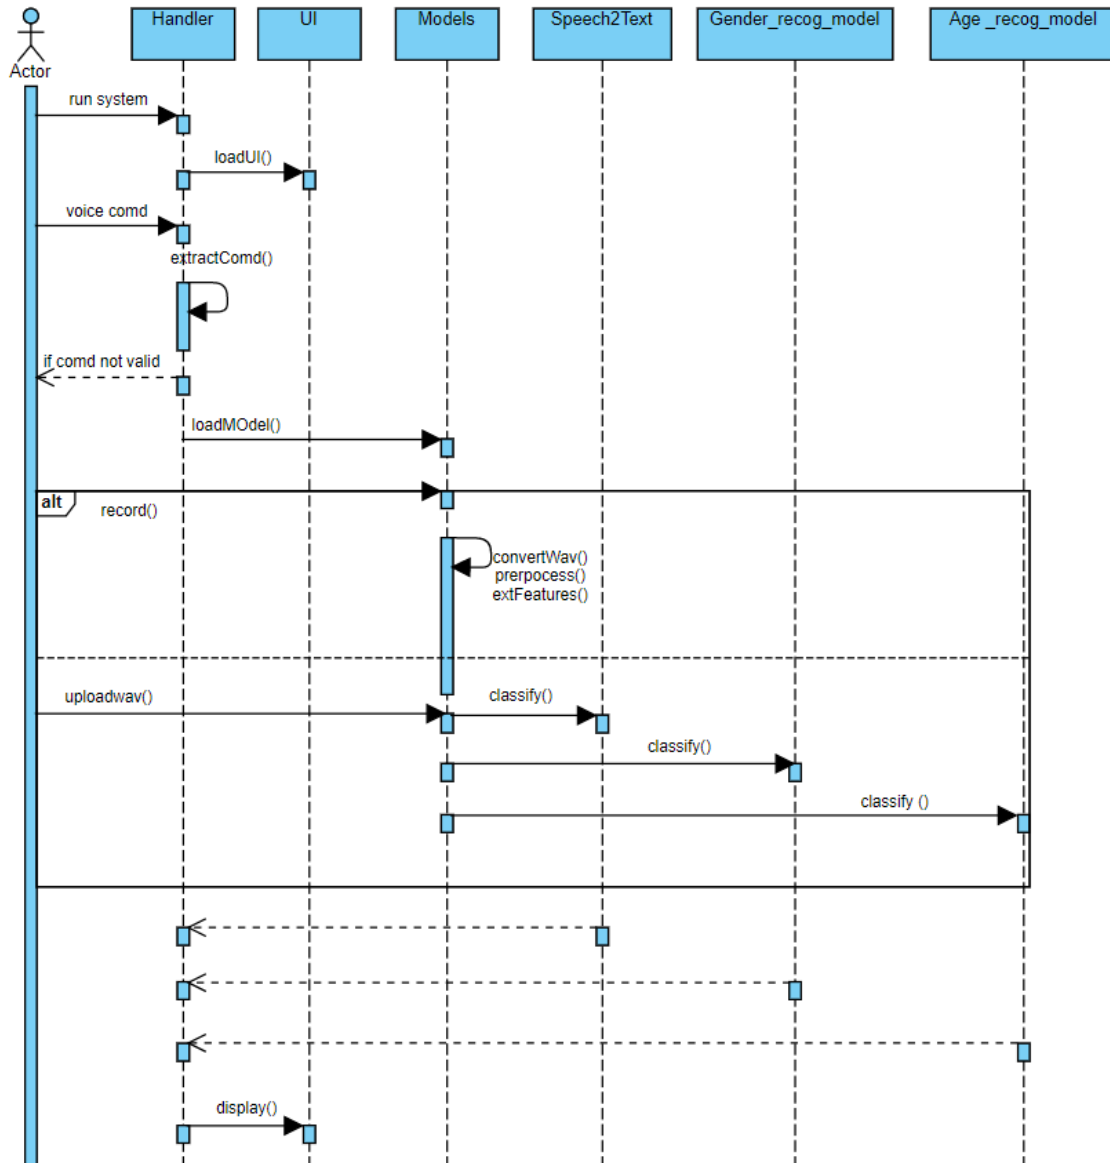 Handler
UI
Models
Speech2Text
Gender_recog_model
Age _recog_model
Actor
run system
loadUI()
voice comd
extractComd()
if comd not valid
loadMOdel()
alt
record()
convertWav()
prerpocess()
extFeatures()
uploadwav()
classify()
classify()
classify ()
display()